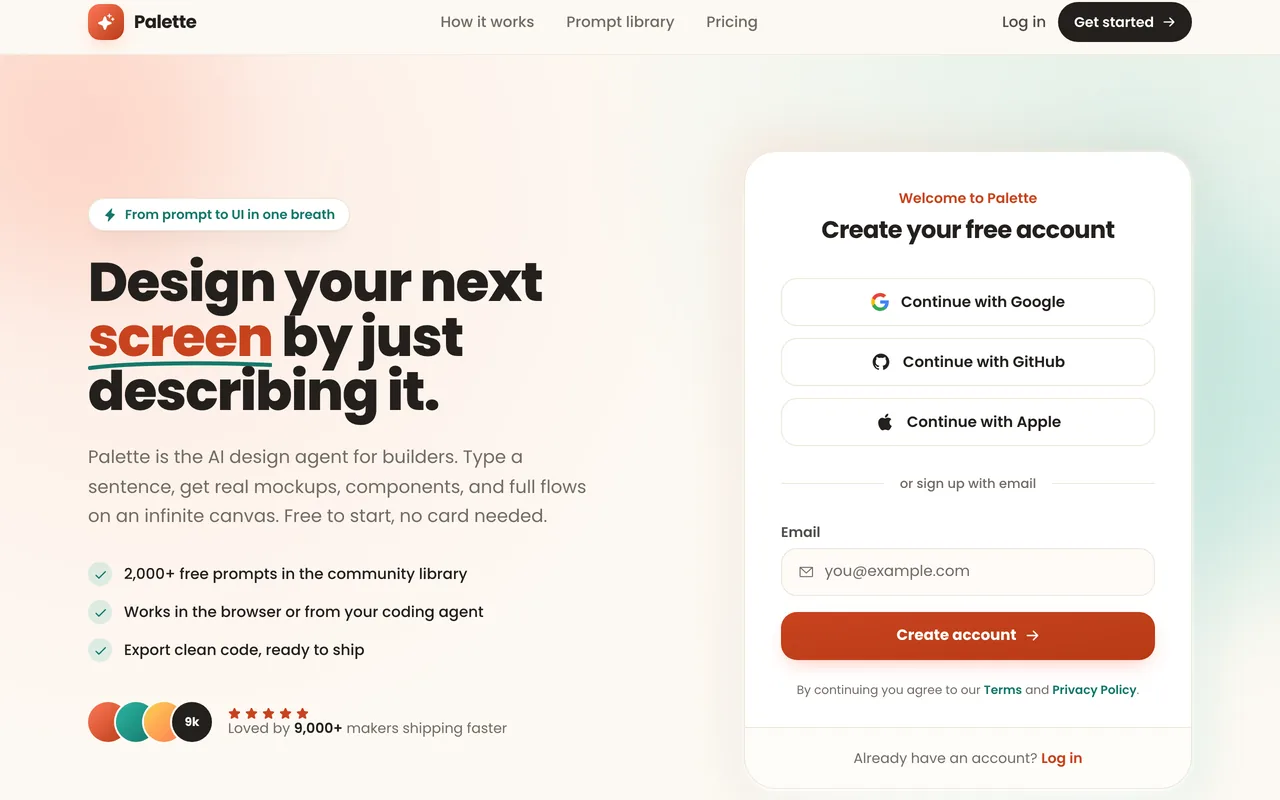 Palette
How it works
Prompt library
Pricing
Log in
Get started
From prompt to UI in one breath
Design your next
screen by just
describing it.
Palette is the AI design agent for builders. Type a
sentence, get real mockups, components, and full flows
on an infinite canvas. Free to start, no card needed.
2,000+ free prompts in the community library
Works in the browser or from your coding agent
Export clean code, ready to ship
9k
Loved by 9,000+ makers shipping faster
Welcome to Palette
Create your free account
Continue with Google
Continue with GitHub
Continue with Apple
or sign up with email
Email
you@example.com
Create account
By continuing you agree to our Terms and Privacy Policy.
Already have an account? Log in